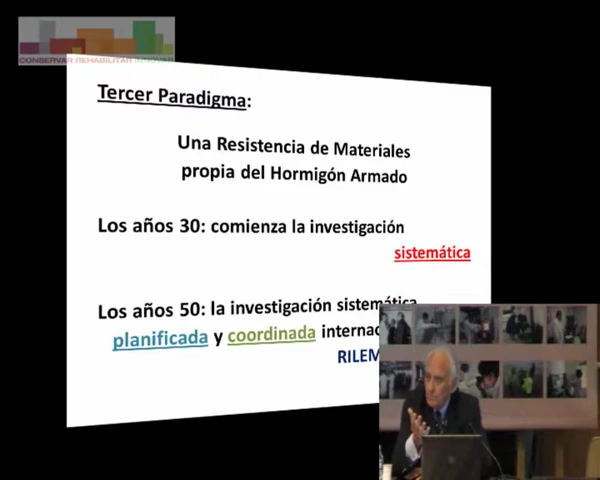 CONSERVAR REHABILITAR
Tercer Paradigma:
Una Resistencia de Materiales
propia del Hormigón Armado
Los años 30: comienza la investigación
sistemática
Los años 50: la investigación sistemática
planificada y coordinada
RILEM